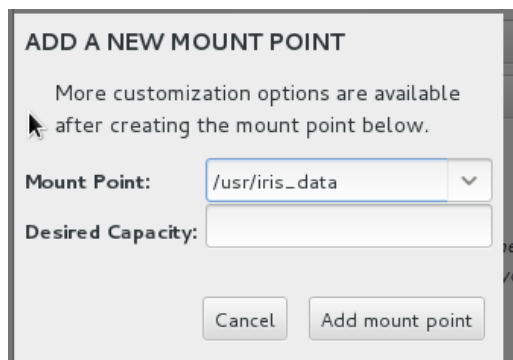 ADD A NEW MOUNT POINT
More customization options are available
after creating the mount point below.
Mount Point: /usr/iris_data
Desired Capacity:
Cancel Add mount point